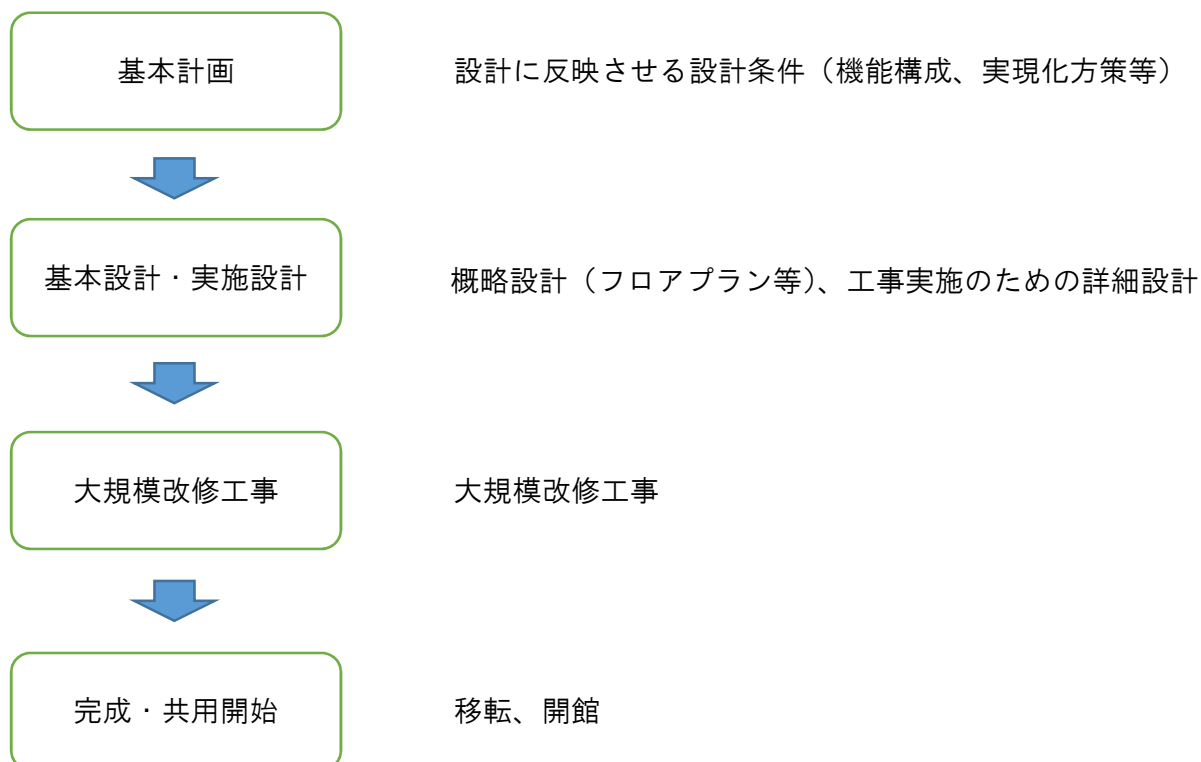 基本計画
設計に反映させる設計条件（機能構成、実現化方策等）
基本設計・実施設計
概略設計（フロアプラン等）、工事実施のための詳細設計
大規模改修工事
大規模改修工事
完成・共用開始
移転、開館